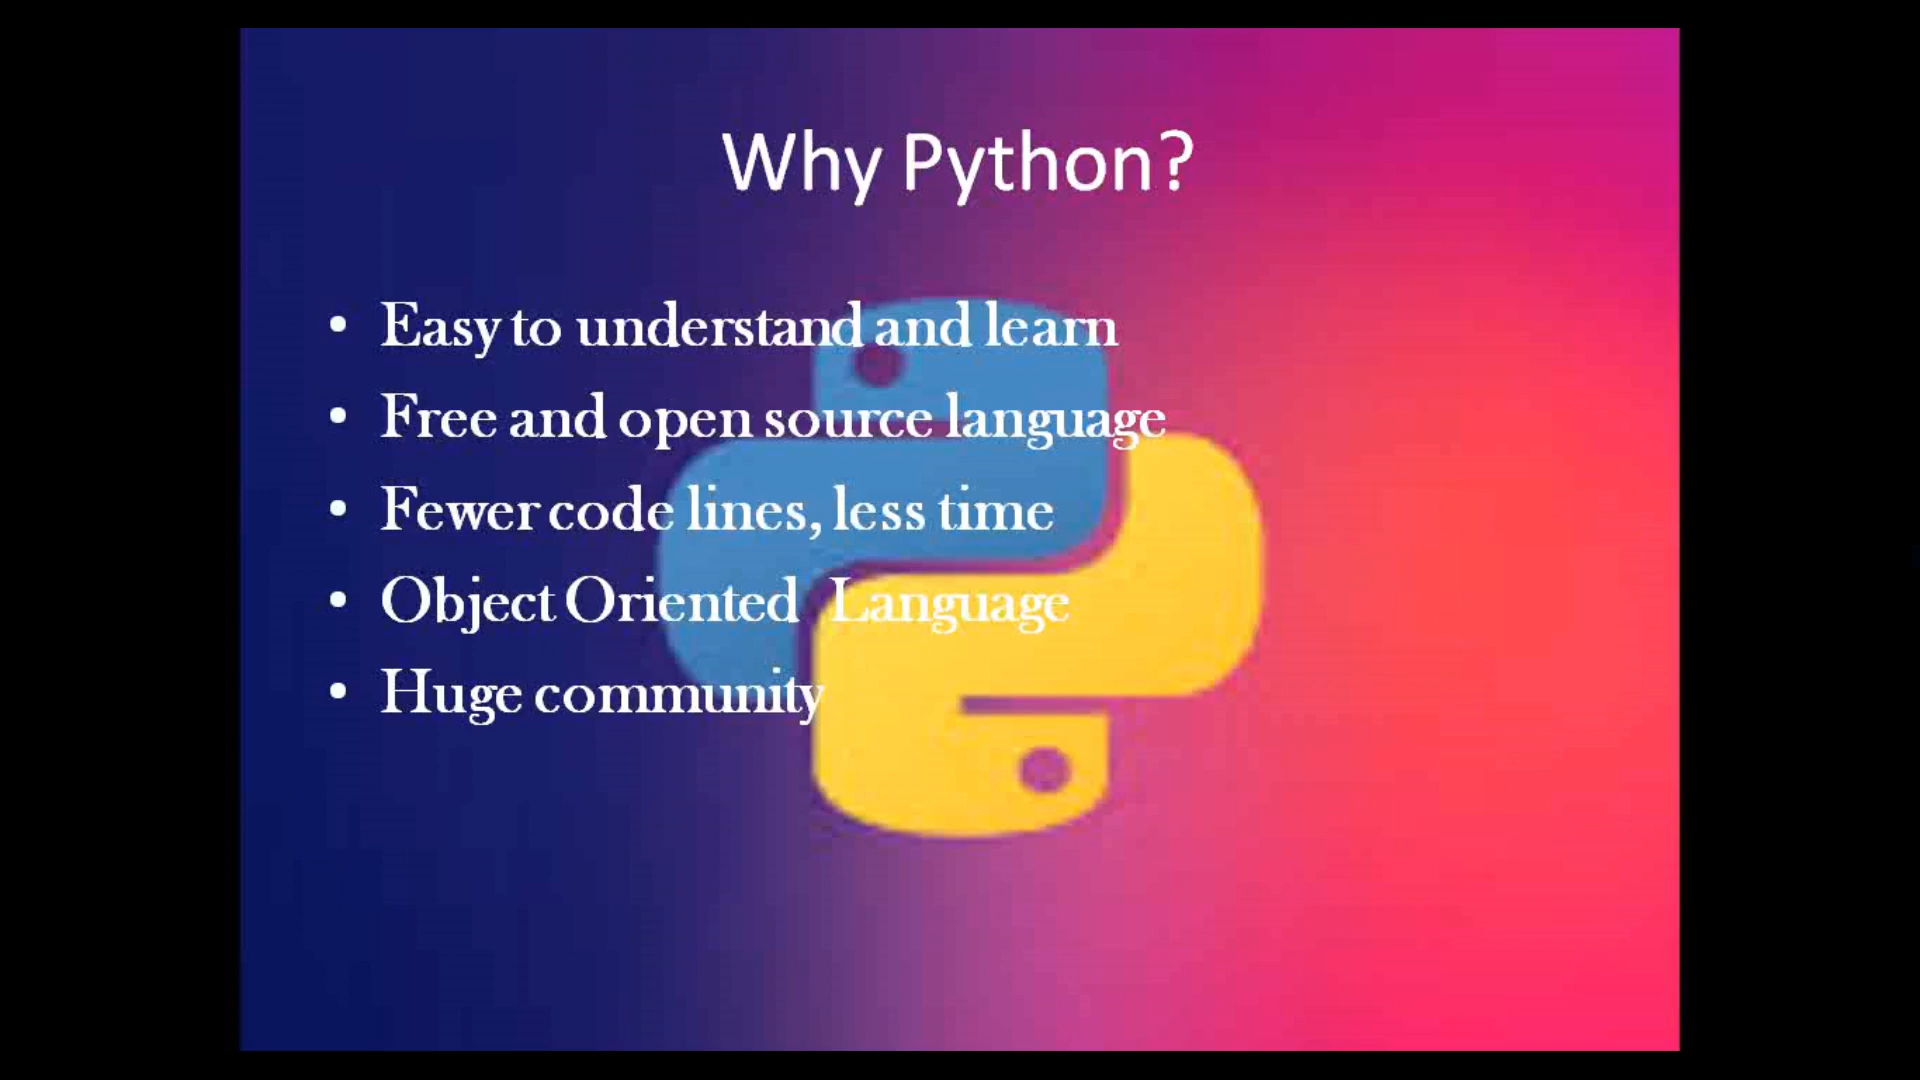 Why Python?
• Easy to understand and learn
• Free and open source language
• Fewer code lines, less time
• Object Oriented Language
• Huge community